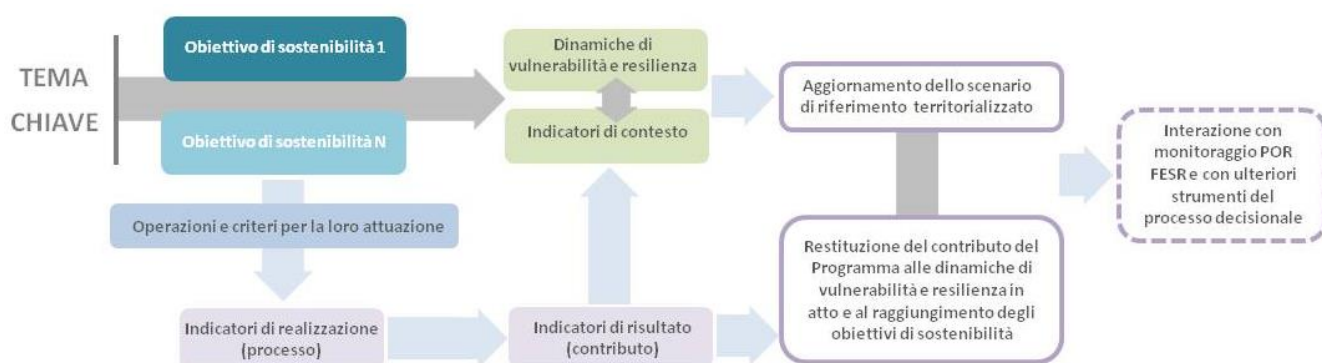 TEMA
CHIAVE
Obiettivo di sostenibilità 1
Obiettivo di sostenibilità N
Operazioni e criteri per la loro attuazione
Indicatori di realizzazione
(processo)
Dinamiche di
vulnerabilità e resilienza
Indicatori di contesto
Indicatori di risultato
(contributo)
Aggiornamento dello scenario
di riferimento territorializzato
Restituzione del contributo del
Programma alle dinamiche di
vulnerabilità e resilienza in
atto e al raggiungimento degli
obiettivi di sostenibilità
Interazione con
monitoraggio POR
FESR e con ulteriori
strumenti del
processo decisionale